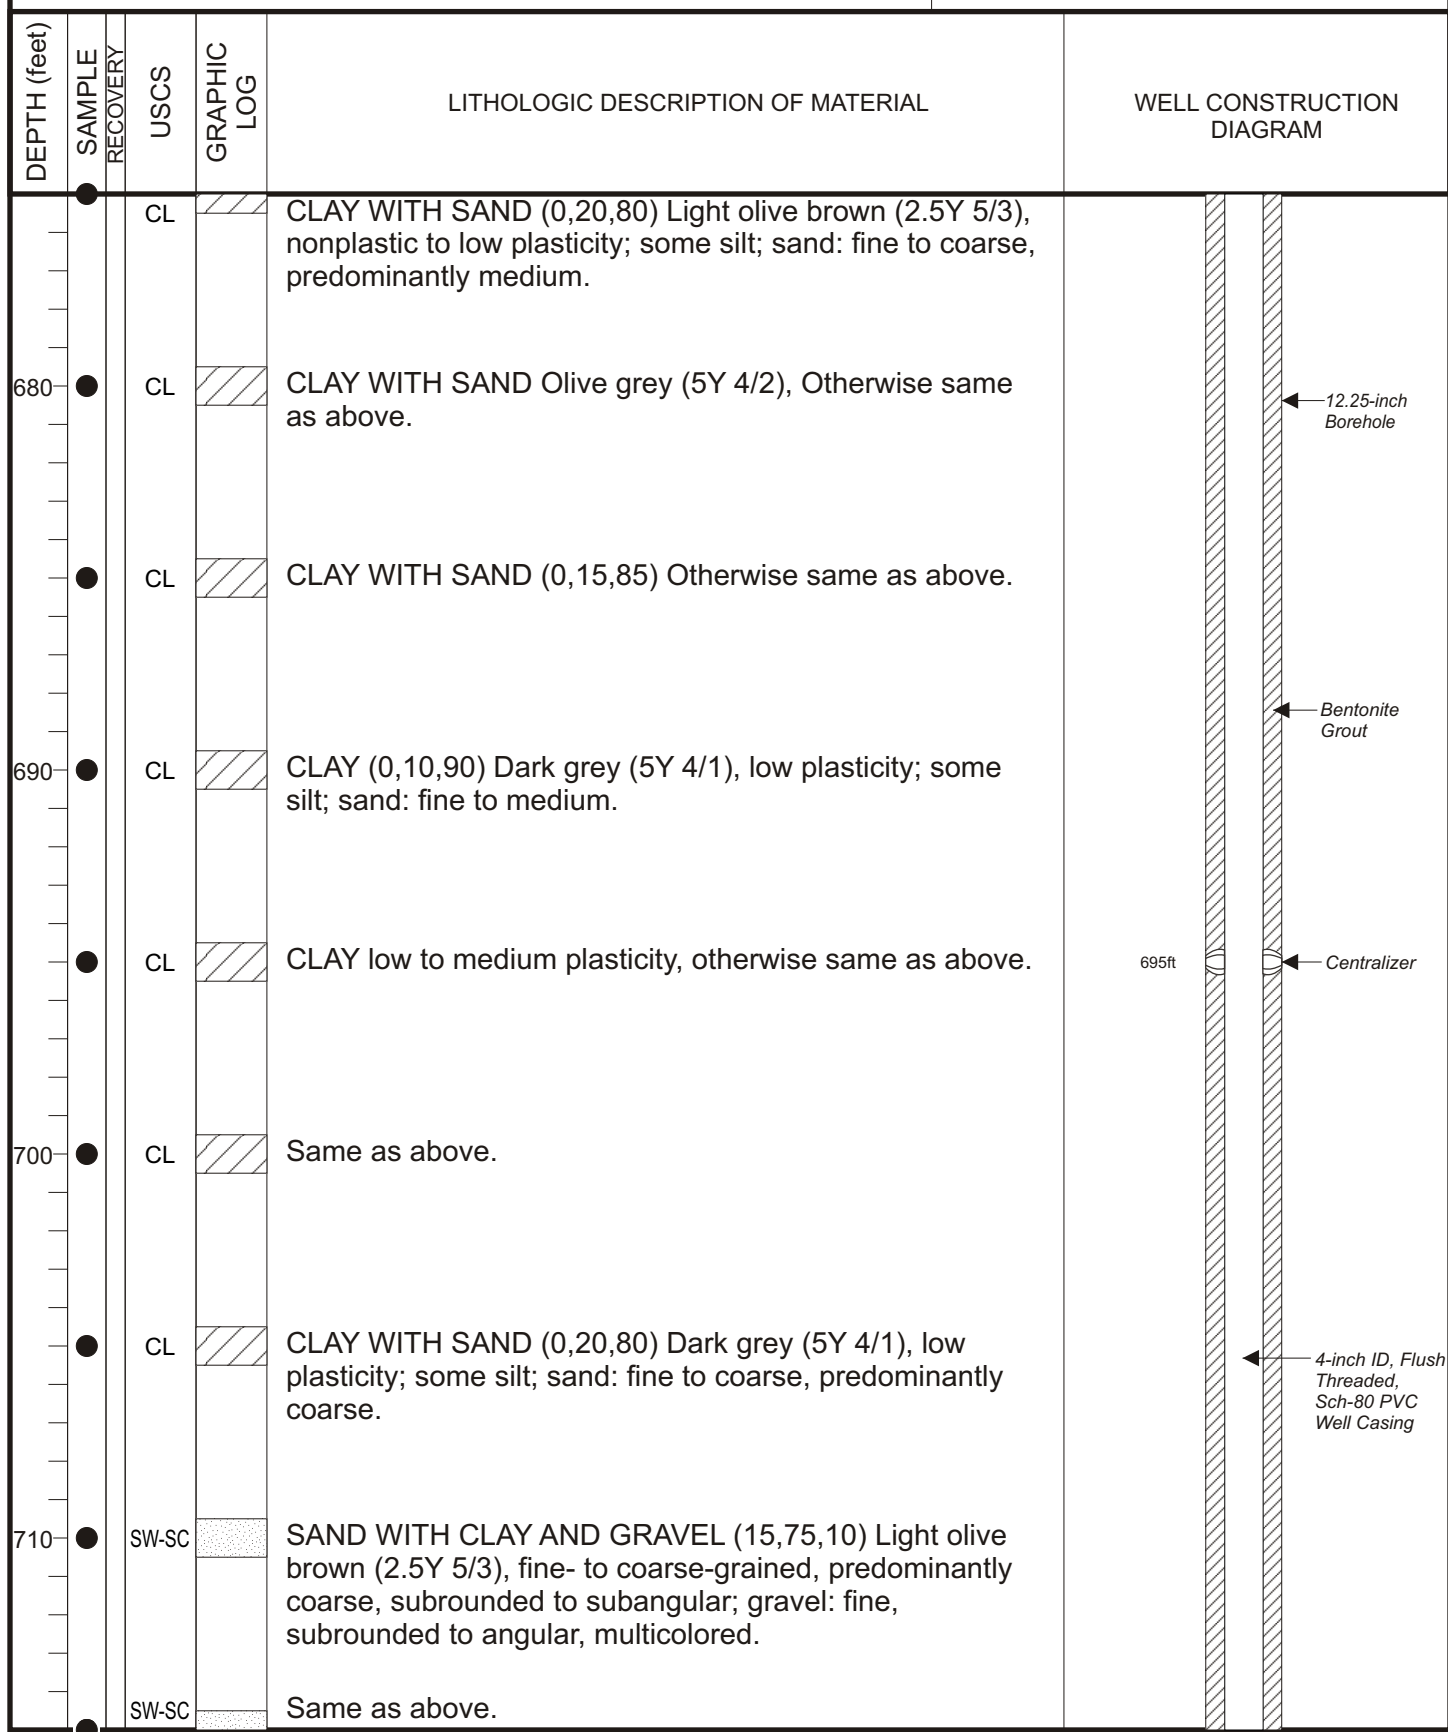 DEPTH (feet)
SAMPLE
RECOVERY
USCS
GRAPHIC
LOG
LITHOLOGIC DESCRIPTION OF MATERIAL
WELL CONSTRUCTION
DIAGRAM
CL
CLAY WITH SAND (0,20,80) Light olive brown (2.5Y 5/3),
nonplastic to low plasticity; some silt; sand: fine to coarse,
predominantly medium.
680
CL
CLAY WITH SAND Olive grey (5Y 4/2), Otherwise same
as above.
12.25-inch
Borehole
CL
CLAY WITH SAND (0,15,85) Otherwise same as above.
Bentonite
Grout
690
CL
CLAY (0,10,90) Dark grey (5Y 4/1), low plasticity; some
silt; sand: fine to medium.
CL
CLAY low to medium plasticity, otherwise same as above.
695ft
Centralizer
700
CL
Same as above.
CL
CLAY WITH SAND (0,20,80) Dark grey (5Y 4/1), low
plasticity; some silt; sand: fine to coarse, predominantly
coarse.
4-inch ID, Flush
Threaded,
Sch-80 PVC
Well Casing
710
SW-SC
SAND WITH CLAY AND GRAVEL (15,75,10) Light olive
brown (2.5Y 5/3), fine- to coarse-grained, predominantly
coarse, subrounded to subangular; gravel: fine,
subrounded to angular, multicolored.
SW-SC
Same as above.